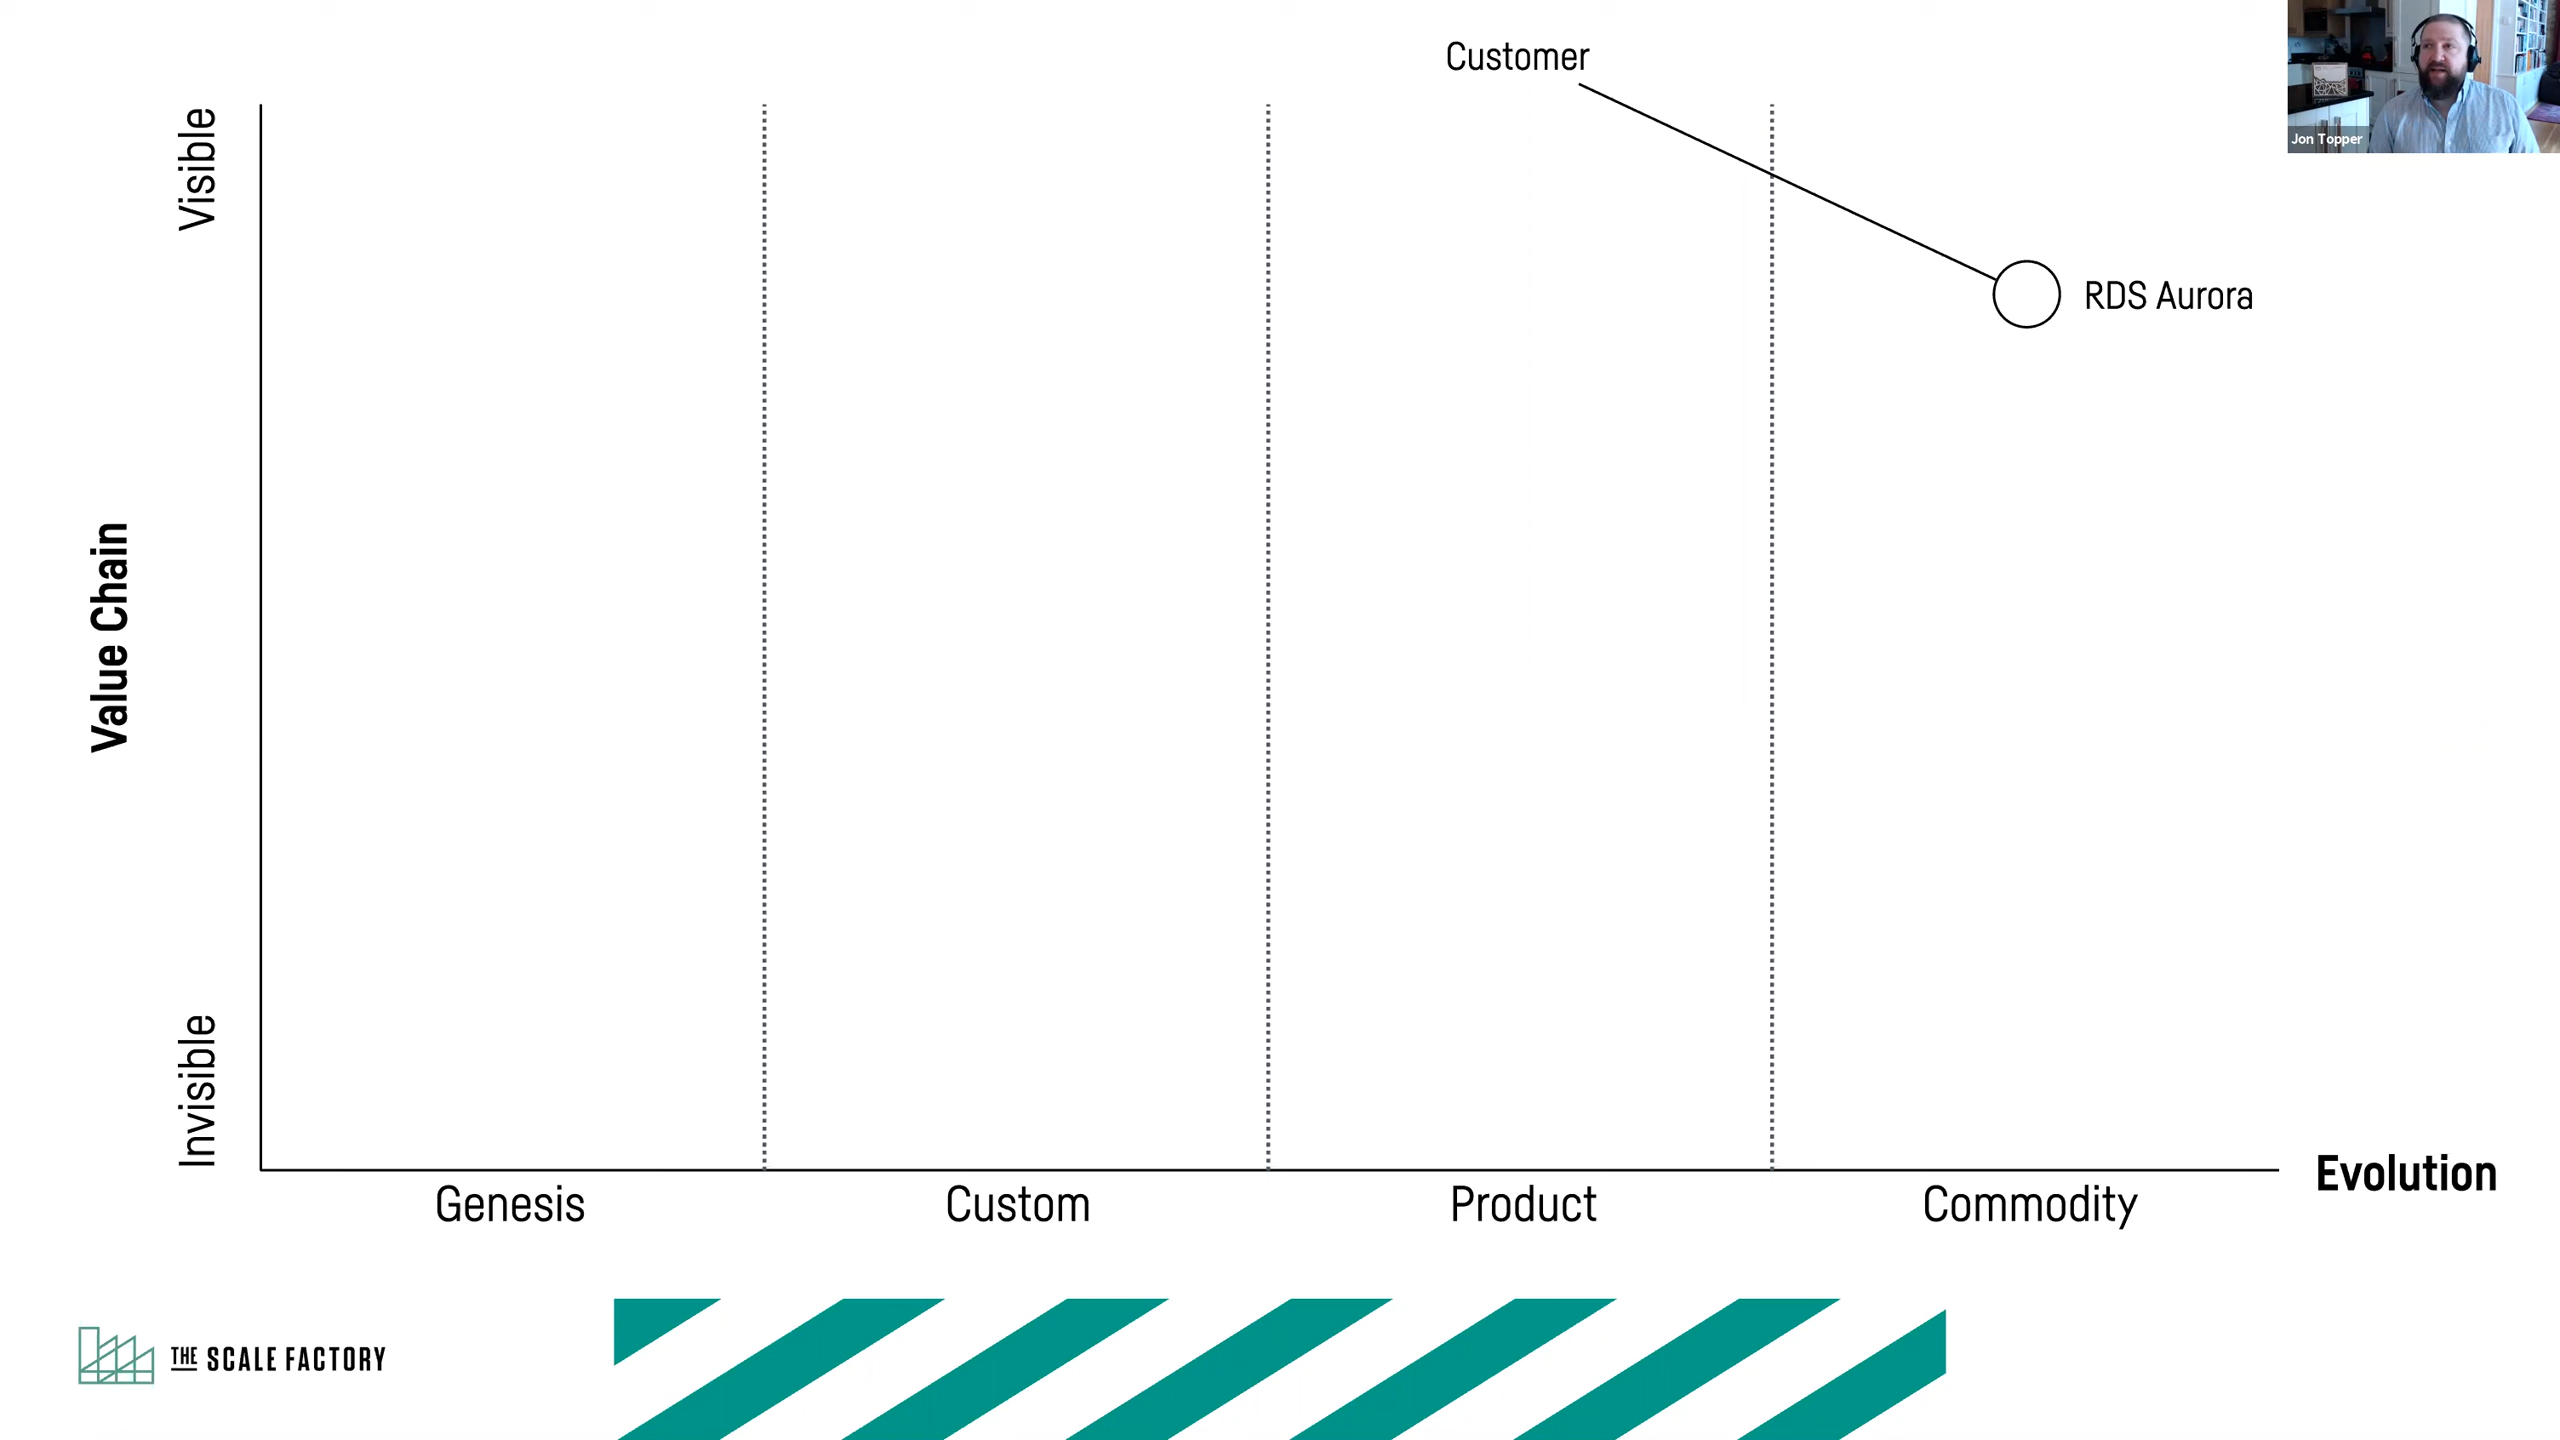 Customer
Jon Topper
Visible
RDS Aurora
Value Chain
Invisible
Evolution
Genesis
Custom
Product
Commodity
THE SCALE FACTORY